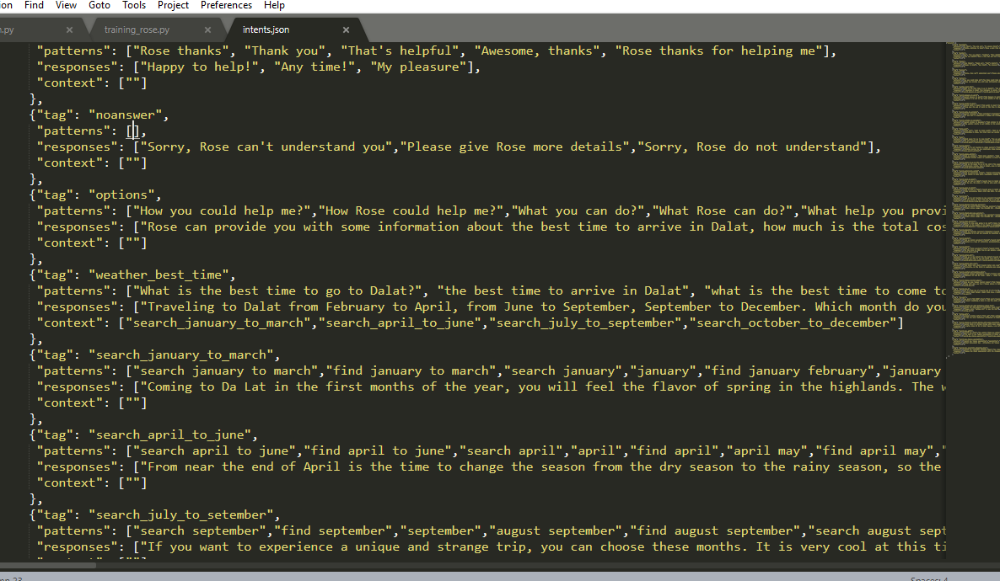 ion Find View Goto Tools Project Preferences Help
.py × training_rose.py × intents.json ×
"patterns": ["Rose thanks", "Thank you", "That's helpful", "Awesome, thanks", "Rose thanks for helping me"],
"responses": ["Happy to help!", "Any time!", "My pleasure"],
"context": [""]
},
{"tag": "noanswer",
"patterns": [],
"responses": ["Sorry, Rose can't understand you","Please give Rose more details","Sorry, Rose do not understand"],
"context": [""]
},
{"tag": "options",
"patterns": ["How you could help me?","How Rose could help me?","What you can do?","What Rose can do?","What help you provi
"responses": ["Rose can provide you with some information about the best time to arrive in Dalat, how much is the total cos
"context": [""]
},
{"tag": "weather_best_time",
"patterns": ["What is the best time to go to Dalat?", "the best time to arrive in Dalat", "what is the best time to come to
"responses": ["Traveling to Dalat from February to April, from June to September, September to December. Which month do you
"context": ["search_january_to_march","search_april_to_june","search_july_to_september","search_october_to_december"]
},
{"tag": "search_january_to_march",
"patterns": ["search january to march","find january to march","search january","january","find january february","january
"responses": ["Coming to Da Lat in the first months of the year, you will feel the flavor of spring in the highlands. The w
"context": [""]
},
{"tag": "search_april_to_june",
"patterns": ["search april to june","find april to june","search april","april","find april","april may","find april may","
"responses": ["From near the end of April is the time to change the season from the dry season to the rainy season, so the
"context": [""]
},
{"tag": "search_july_to_setember",
"patterns": ["search september","find september","september","august september","find august september","search august sept
"responses": ["If you want to experience a unique and strange trip, you can choose these months. It is very cool at this ti